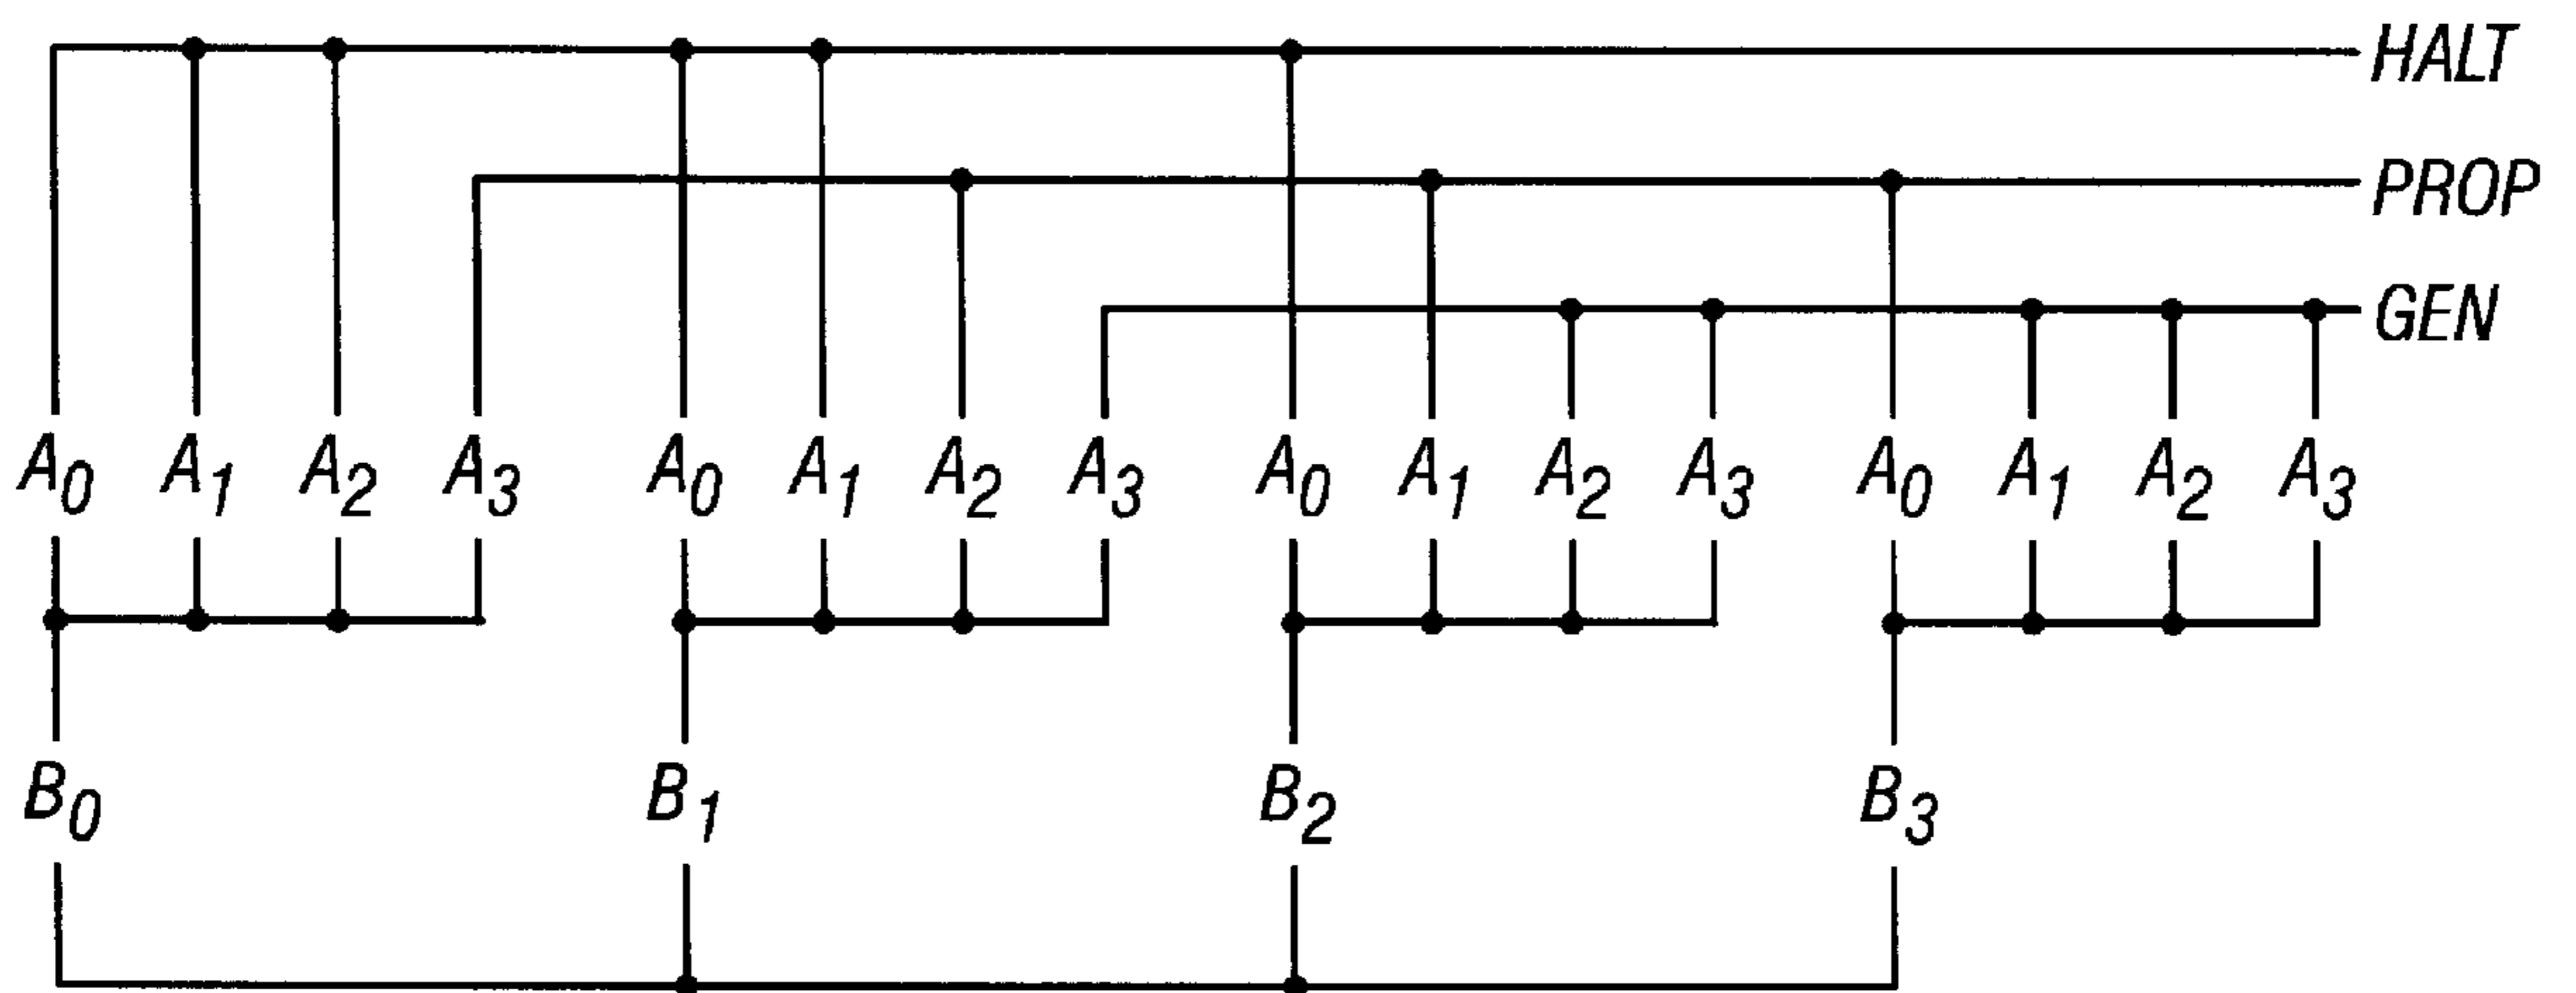 HALT
PROP
GEN
A0 A1 A2 A3 A0 A1 A2 A3 A0 A1 A2 A3 A0 A1 A2 A3
B0 B1 B2 B3